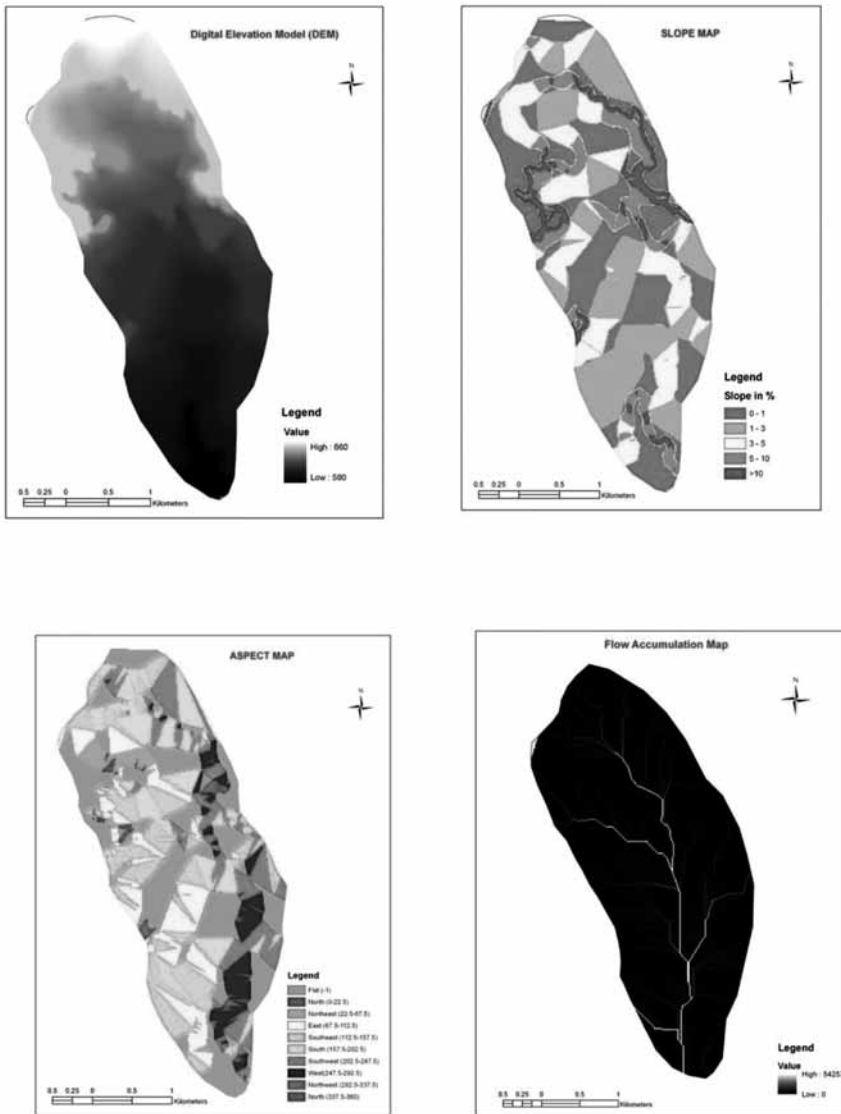 Digital Elevation Model (DEM)
N
Legend
Value
High : 660
Low : 580
0.5 0.25 0 0.5 1
Kilometers
SLOPE MAP
N
Legend
Slope in %
0 - 1
1 - 3
3 - 5
5 - 10
>10
0.5 0.25 0 0.5 1
Kilometers
ASPECT MAP
N
Legend
Flat (-1)
North (0-22.5)
Northeast (22.5-67.5)
East (67.5-112.5)
Southeast (112.5-157.5)
South (157.5-202.5)
Southwest (202.5-247.5)
West(247.5-292.5)
Northwest (292.5-337.5)
North (337.5-360)
0.5 0.25 0 0.5 1
Kilometers
Flow Accumulation Map
N
Legend
Value
High : 5425
Low : 0
0.5 0.25 0 0.5 1
Kilometers